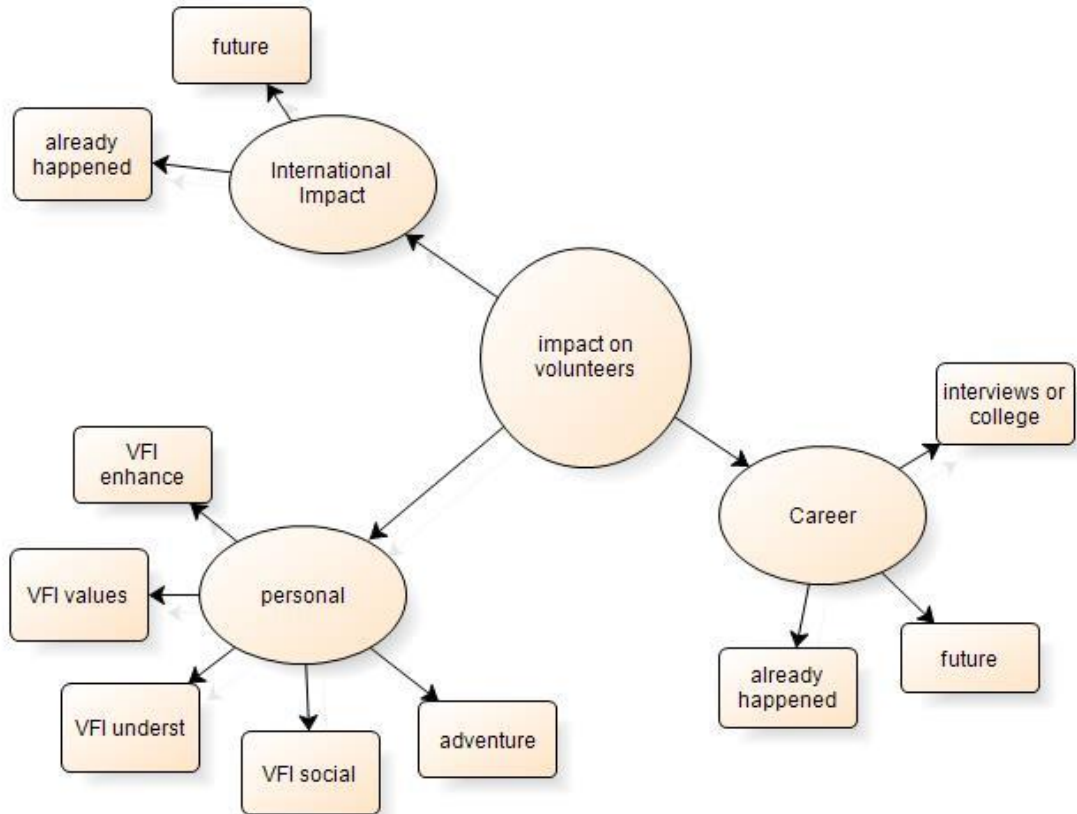 future
already
happened
International
Impact
impact on
volunteers
interviews or
college
VFI
enhance
Career
VFI values
personal
already
happened
future
VFI underst
VFI social
adventure